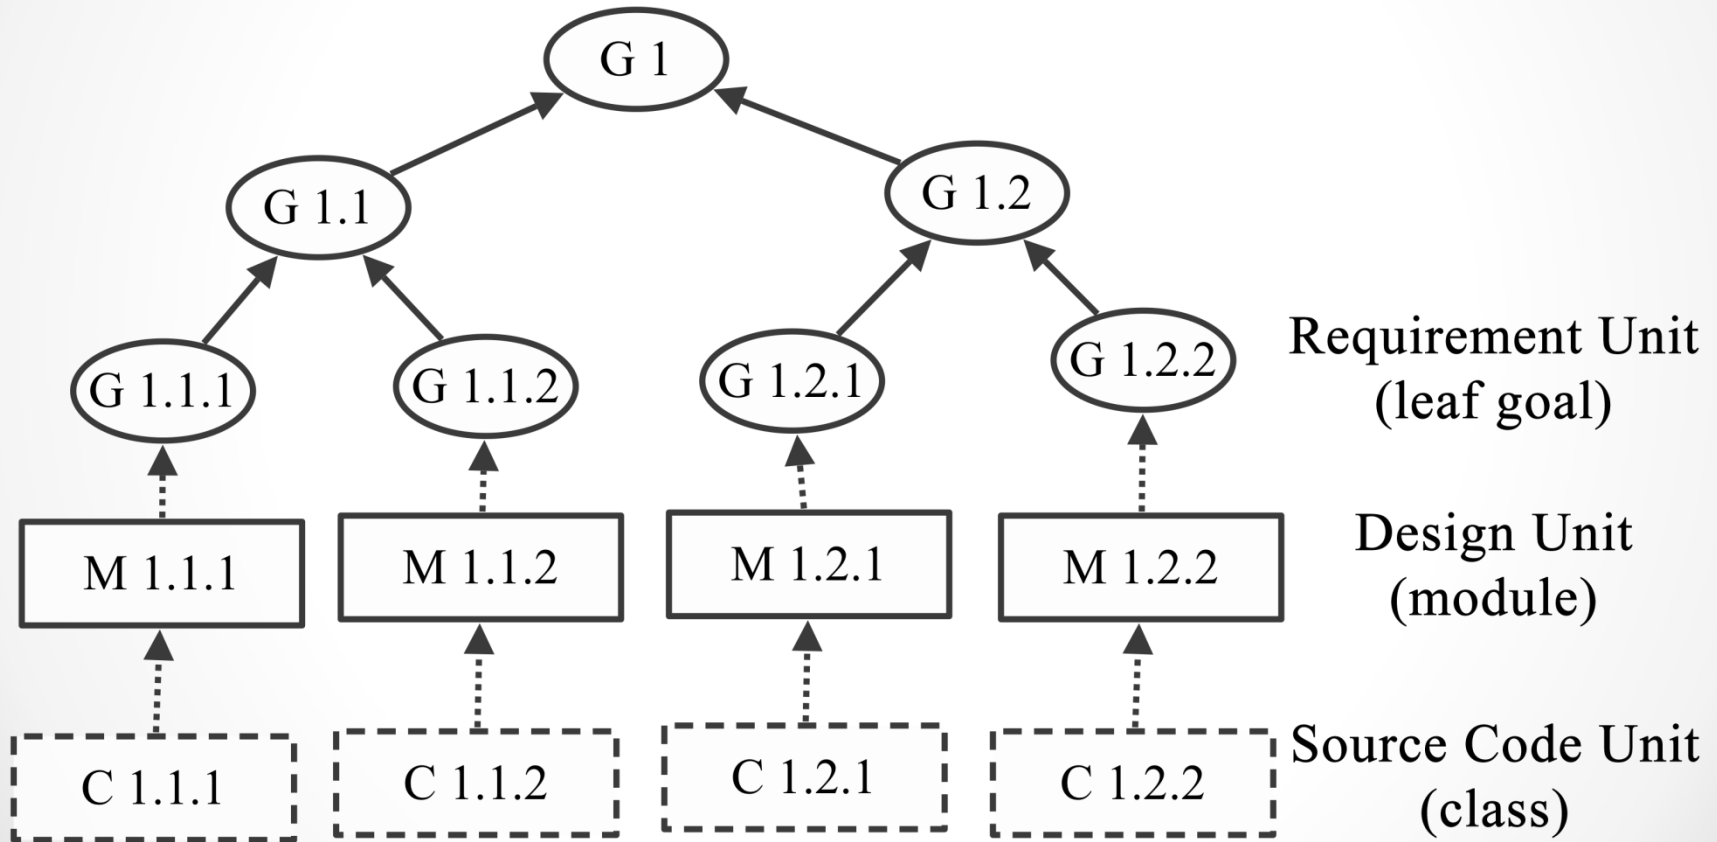 G 1
G 1.1
G 1.2
G 1.1.1
G 1.1.2
G 1.2.1
G 1.2.2
Requirement Unit
(leaf goal)
M 1.1.1
M 1.1.2
M 1.2.1
M 1.2.2
Design Unit
(module)
C 1.1.1
C 1.1.2
C 1.2.1
C 1.2.2
Source Code Unit
(class)